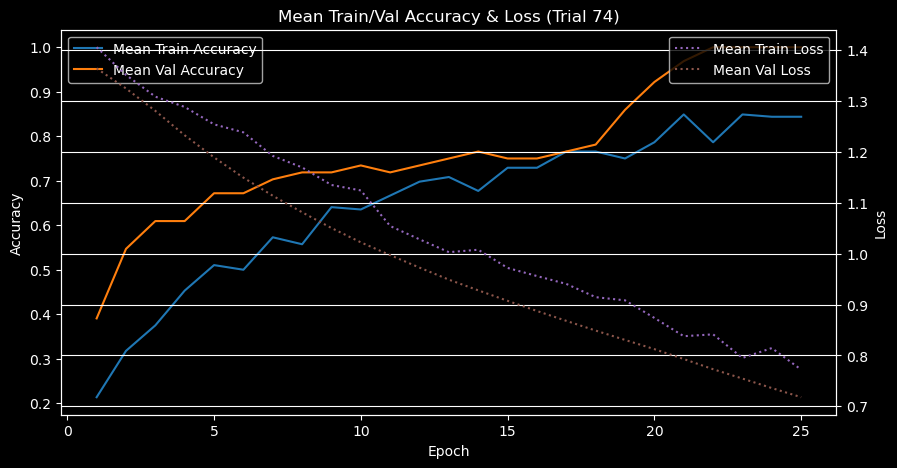 Mean Train/Val Accuracy & Loss (Trial 74)
Mean Train Accuracy
Mean Val Accuracy
Mean Train Loss
Mean Val Loss
1.0
0.9
0.8
0.7
0.6
0.5
0.4
0.3
0.2
Accuracy
1.4
1.3
1.2
1.1
1.0
0.9
0.8
0.7
Loss
0
5
10
15
20
25
Epoch